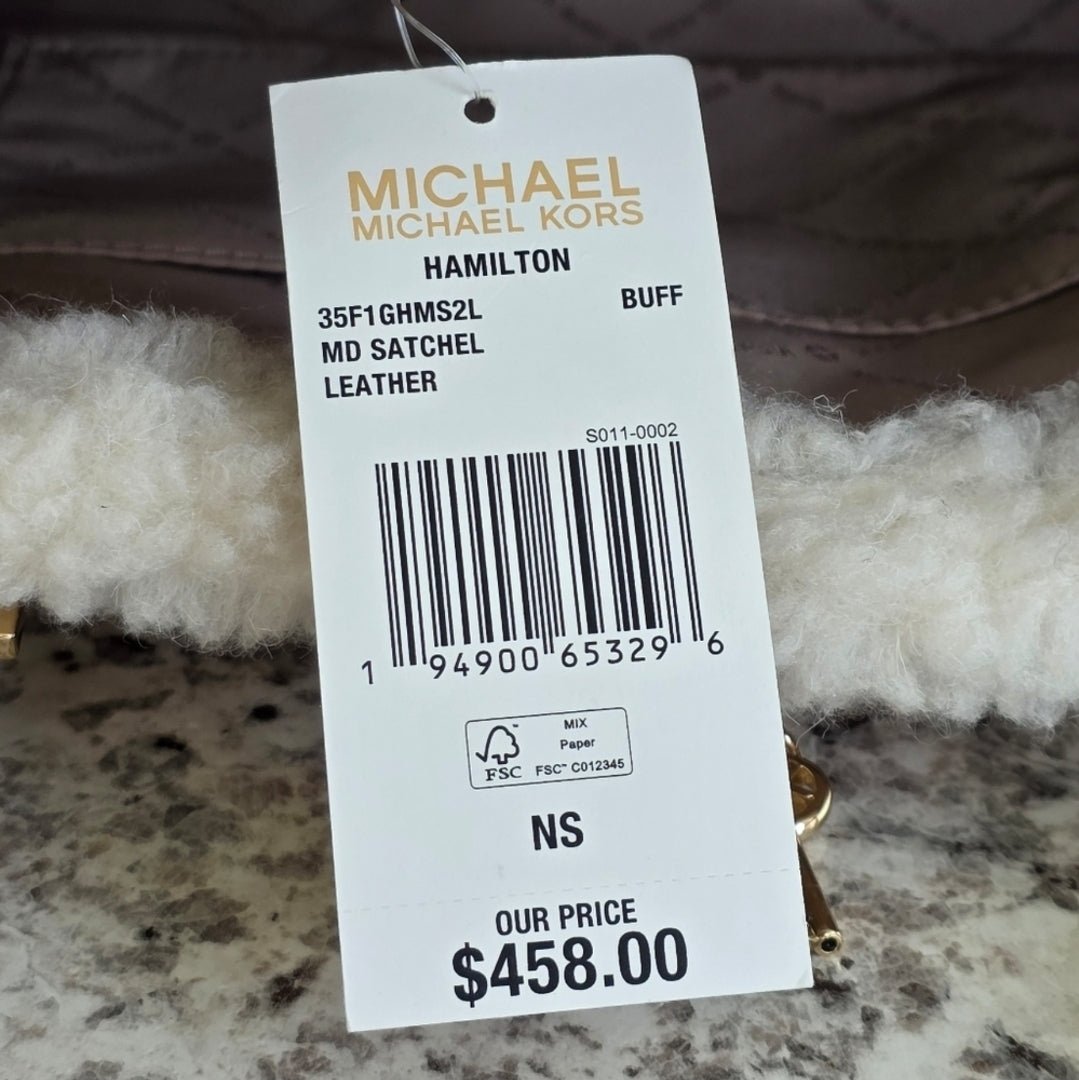 MICHAEL
MICHAEL KORS
HAMILTON
35F1GHMS2L BUFF
MD SATCHEL
LEATHER
S011-0002
1 94900 65329 6
MIX
Paper
FSC™ FSC™ C012345
NS
OUR PRICE
$458.00